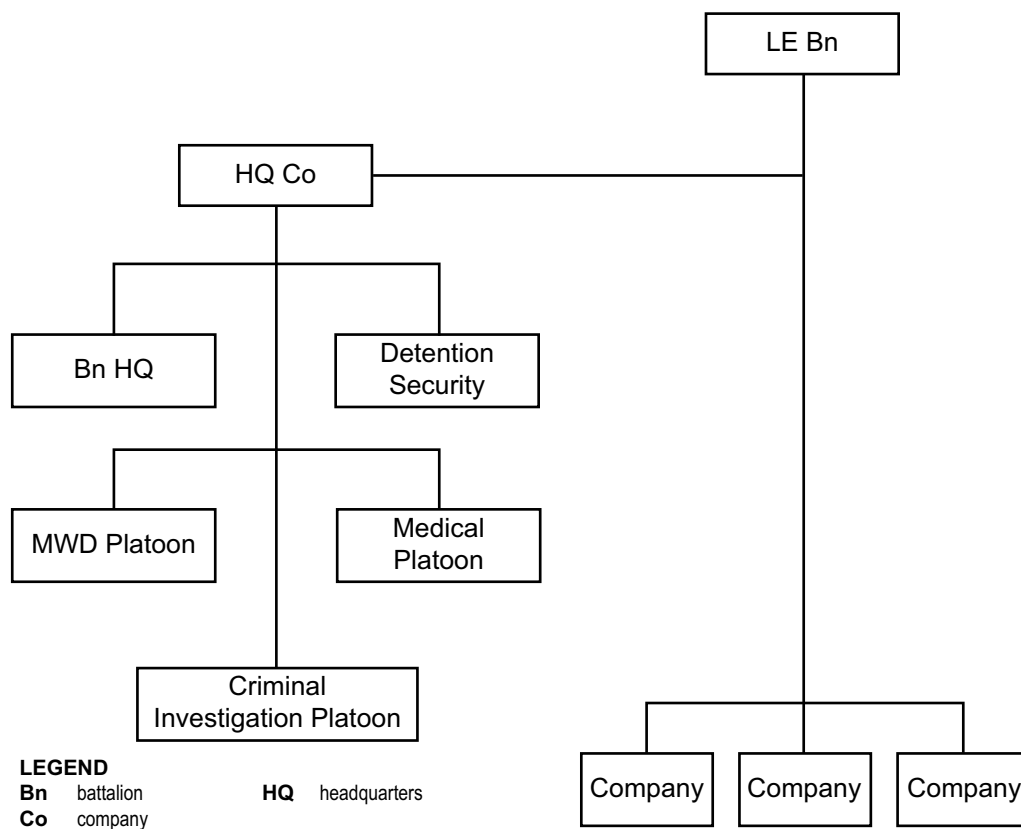 LE Bn
HQ Co
Bn HQ
Detention
Security
MWD Platoon
Medical
Platoon
Criminal
Investigation Platoon
Company
Company
Company
LEGEND
Bn battalion
HQ headquarters
Co company